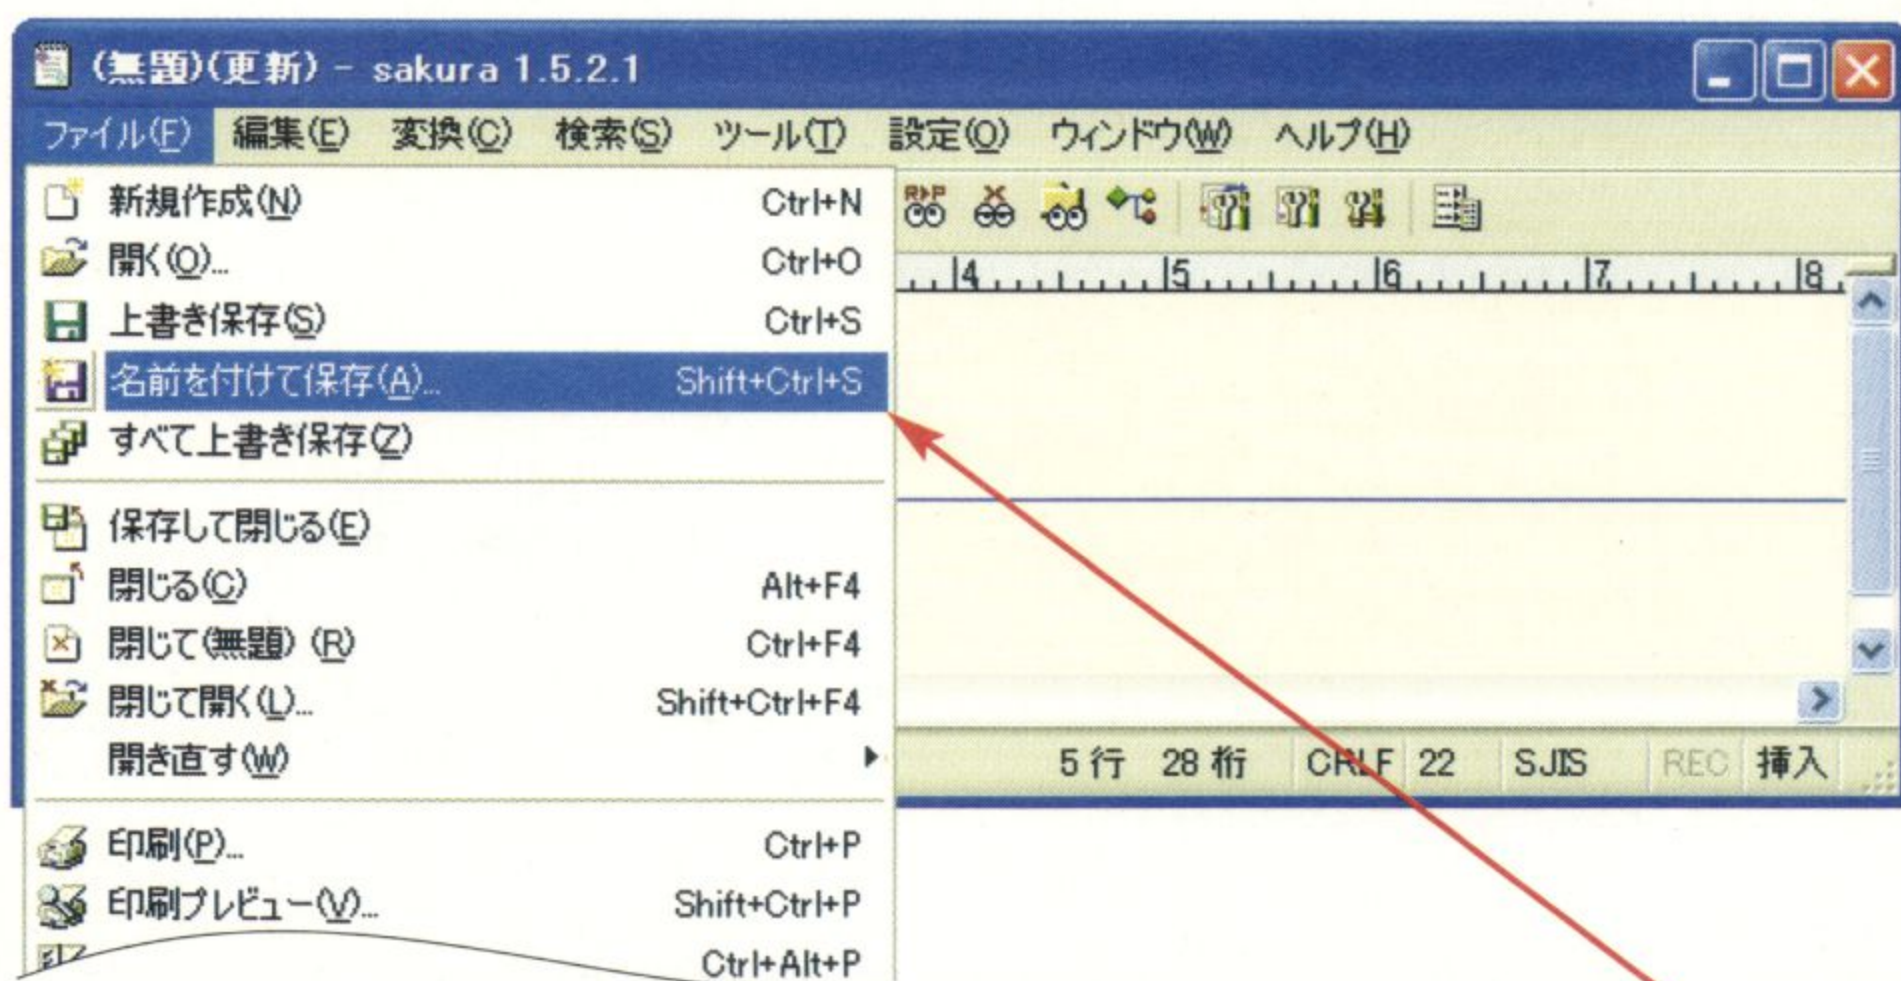 (無題)(更新) - sakura 1.5.2.1
ファイル(F) 編集(E) 変換(C) 検索(S) ツール(T) 設定(O) ウィンドウ(W) ヘルプ(H)
新規作成(N) Ctrl+N
開く(O)... Ctrl+O
上書き保存(S) Ctrl+S
名前を付けて保存(A)... Shift+Ctrl+S
すべて上書き保存(Z)
保存して閉じる(E)
閉じる(C) Alt+F4
閉じて(無題) (R) Ctrl+F4
閉じて開く(L)... Shift+Ctrl+F4
開き直す(W)
印刷(P)... Ctrl+P
印刷プレビュー(V)... Shift+Ctrl+P
Ctrl+Alt+P
R>P
4 5 6 7 8
5 行 28 桁 CRLF 22 SJIS REC 挿入